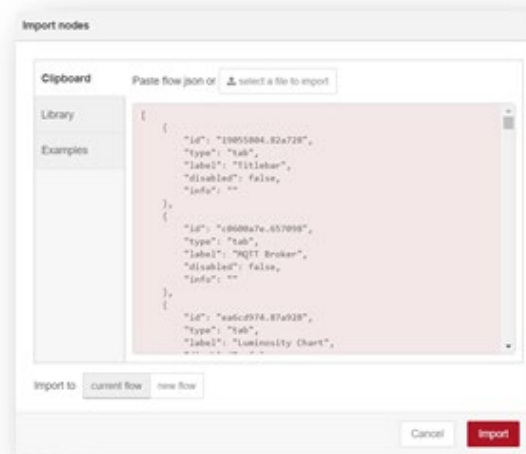 Import nodes
Clipboard
Paste flow json or select a file to import
Library
Examples
[
{
"id": "19055804.82a728",
"type": "tab",
"label": "Titlebar",
"disabled": false,
"info": ""
},
{
"id": "c0600a7e.657098",
"type": "tab",
"label": "MQTT Broker",
"disabled": false,
"info": ""
},
{
"id": "ea6cd974.87a928",
"type": "tab",
"label": "Luminosity Chart",
Import to current flow new flow
Cancel Import